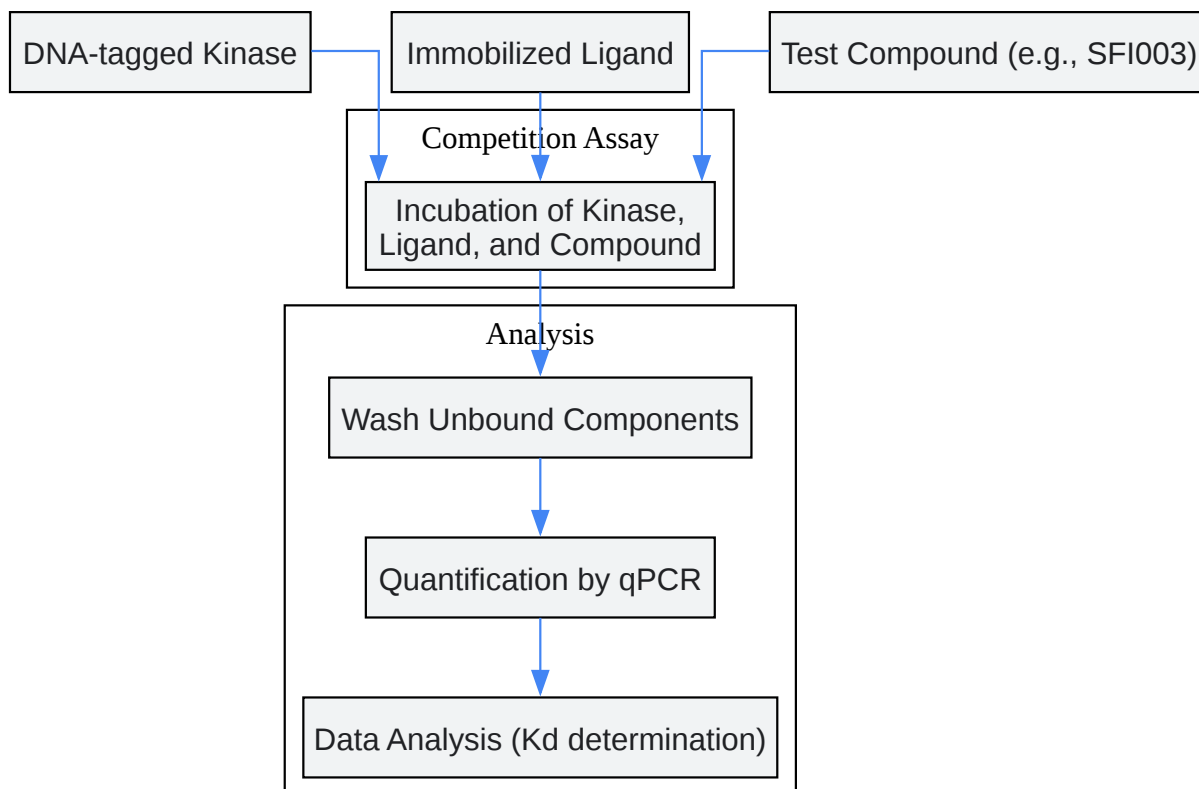 DNA-tagged Kinase
Immobilized Ligand
Test Compound (e.g., SFI003)
Competition Assay
Incubation of Kinase,
Ligand, and Compound
Analysis
Wash Unbound Components
Quantification by qPCR
Data Analysis (Kd determination)